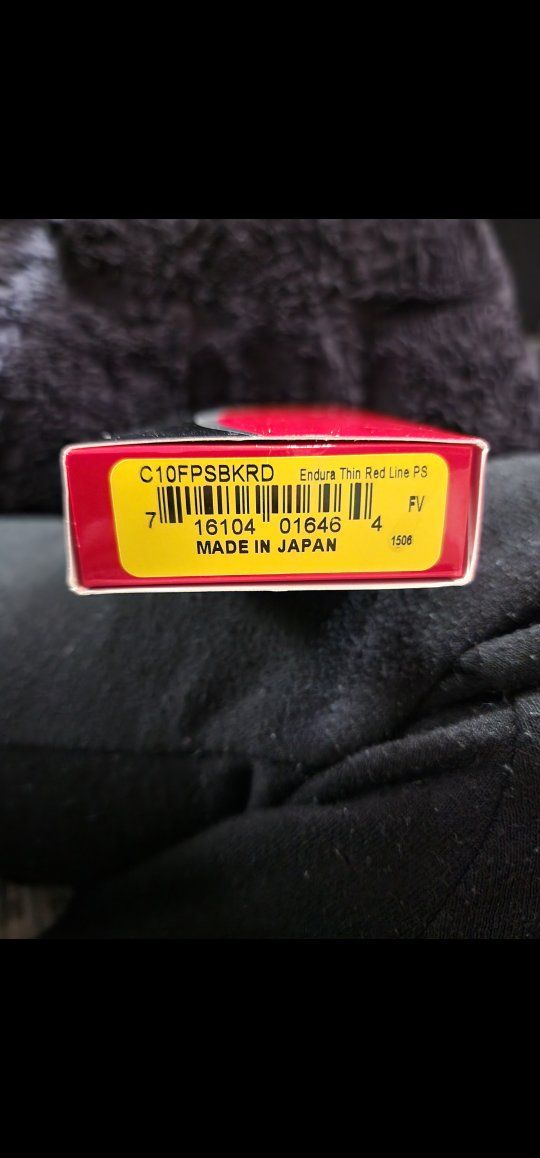 C10FPSBKRD Endura Thin Red Line PS
FV
7 16104 01646 4
MADE IN JAPAN
1506